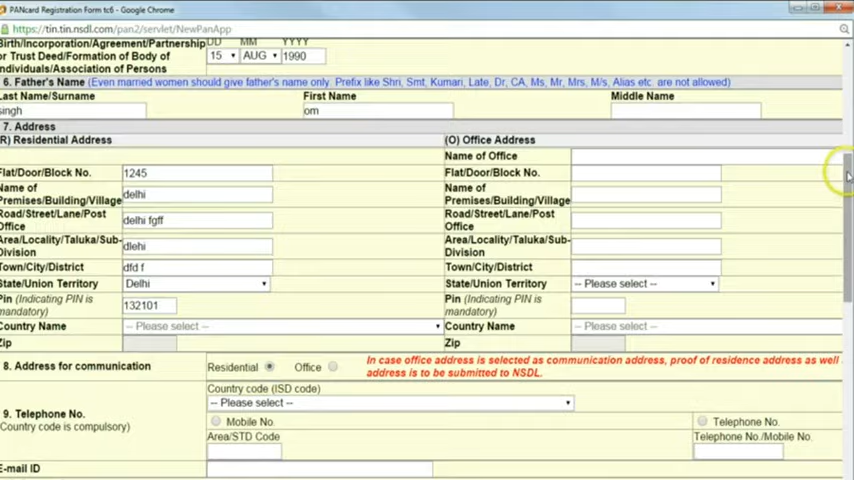 PANcard Registration Form tc6 - Google Chrome
https://tin.tin.nsdl.com/pan2/servlet/NewPanApp
Birth/Incorporation/Agreement/Partnership
or Trust Deed/Formation of Body of
Individuals/Association of Persons
DD MM YYYY
15 AUG 1990
6. Father's Name (Even married women should give father's name only. Prefix like Shri, Smt, Kumari, Late, Dr, CA, Ms, Mr, Mrs, M/s, Alias etc. are not allowed)
Last Name/Surname First Name Middle Name
singh om
7. Address
(R) Residential Address (O) Office Address
Name of Office
Flat/Door/Block No. 1245 Flat/Door/Block No.
Name of
Premises/Building/Village delhi
Name of
Premises/Building/Village
Road/Street/Lane/Post
Office delhi fgff
Road/Street/Lane/Post
Office
Area/Locality/Taluka/Sub-
Division dlehi
Area/Locality/Taluka/Sub-
Division
Town/City/District dfd f Town/City/District
State/Union Territory Delhi State/Union Territory -- Please select --
Pin (Indicating PIN is
mandatory) 132101
Pin (Indicating PIN is
mandatory)
Country Name -- Please select -- Country Name -- Please select --
Zip Zip
8. Address for communication Residential Office
In case office address is selected as communication address, proof of residence address as well
address is to be submitted to NSDL.
9. Telephone No.
(Country code is compulsory)
Country code (ISD code)
-- Please select --
Mobile No. Telephone No.
Area/STD Code Telephone No./Mobile No.
E-mail ID